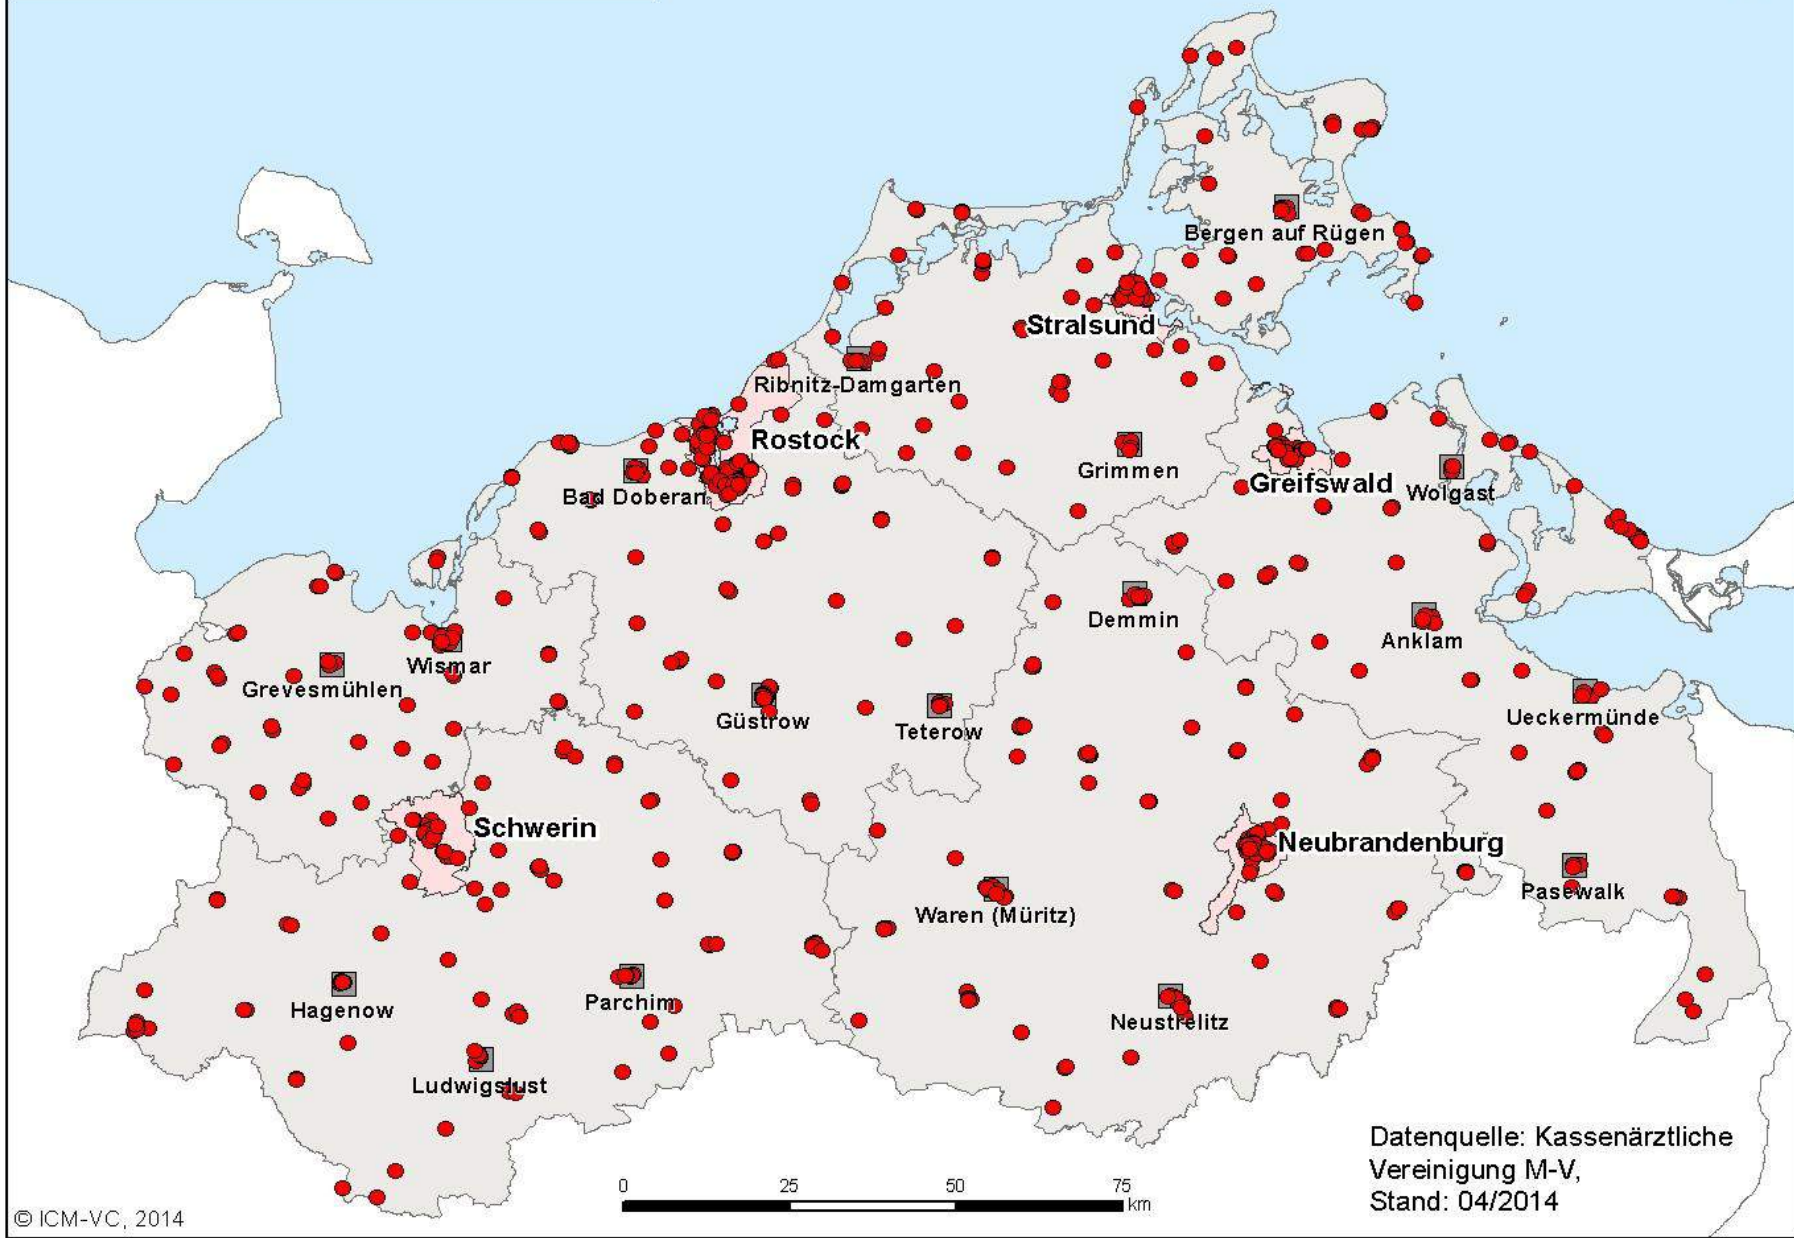 Bergen auf Rügen
Stralsund
Ribnitz-Damgarten
Rostock
Grimmen
Greifswald
Wolgast
Bad Doberan
Demmin
Anklam
Wismar
Grevesmühlen
Güstrow
Teterow
Ueckermünde
Schwerin
Neubrandenburg
Pasewalk
Waren (Müritz)
Hagenow
Parchim
Neustrelitz
Ludwigslust
Datenquelle: Kassenärztliche
Vereinigung M-V,
Stand: 04/2014
0 25 50 75
km
© ICM-VC, 2014